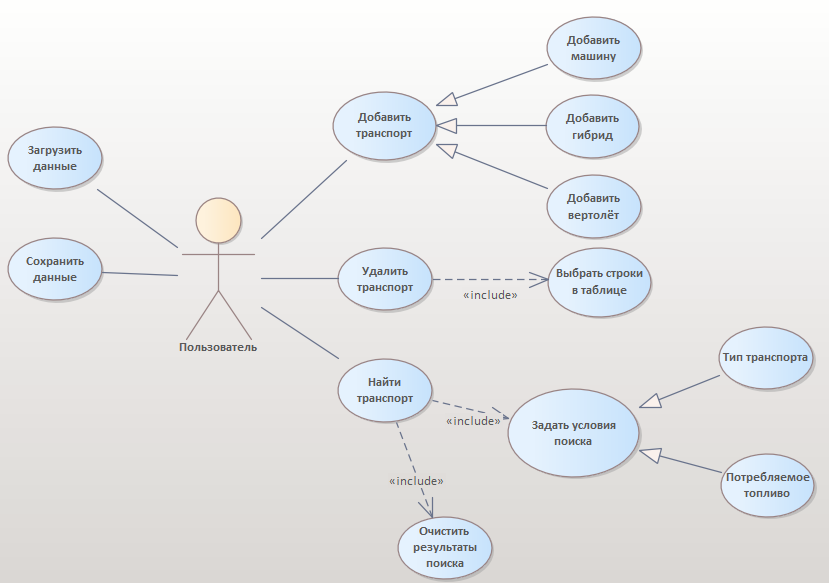 Загрузить
данные
Сохранить
данные
Пользователь
Добавить
транспорт
Добавить
машину
Добавить
гибрид
Добавить
вертолёт
Удалить
транспорт
«include»
Выбрать строки
в таблице
Найти
транспорт
«include»
Задать условия
поиска
Тип транспорта
Потребляемое
топливо
«include»
Очистить
результаты
поиска